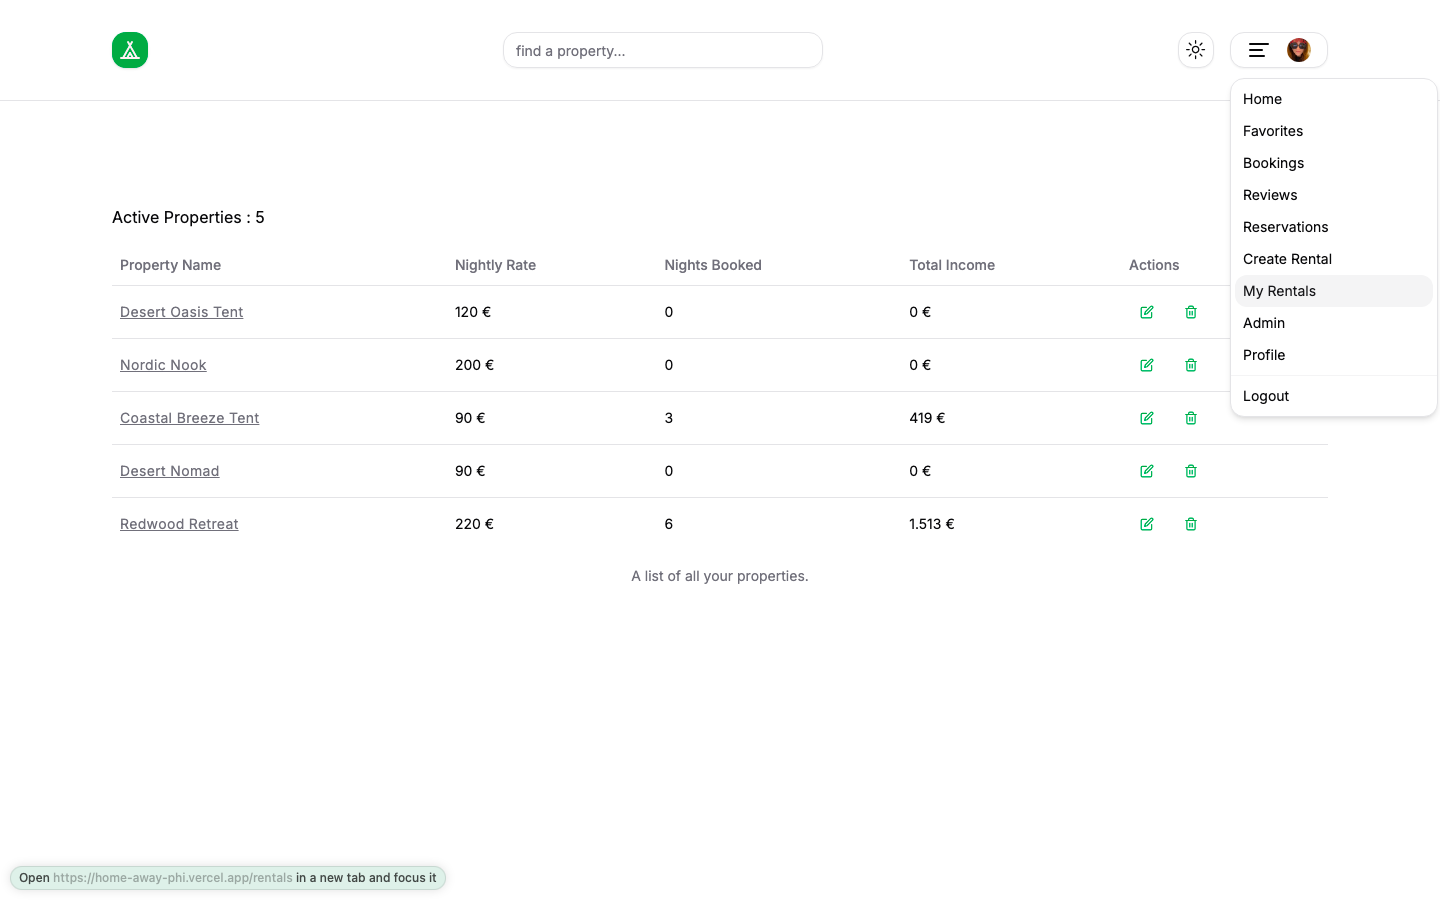 find a property...
Home
Favorites
Bookings
Reviews
Reservations
Create Rental
My Rentals
Admin
Profile
Logout
Active Properties : 5
Property Name Nightly Rate Nights Booked Total Income Actions
Desert Oasis Tent 120 € 0 0 €
Nordic Nook 200 € 0 0 €
Coastal Breeze Tent 90 € 3 419 €
Desert Nomad 90 € 0 0 €
Redwood Retreat 220 € 6 1.513 €
A list of all your properties.
Open https://home-away-phi.vercel.app/rentals in a new tab and focus it